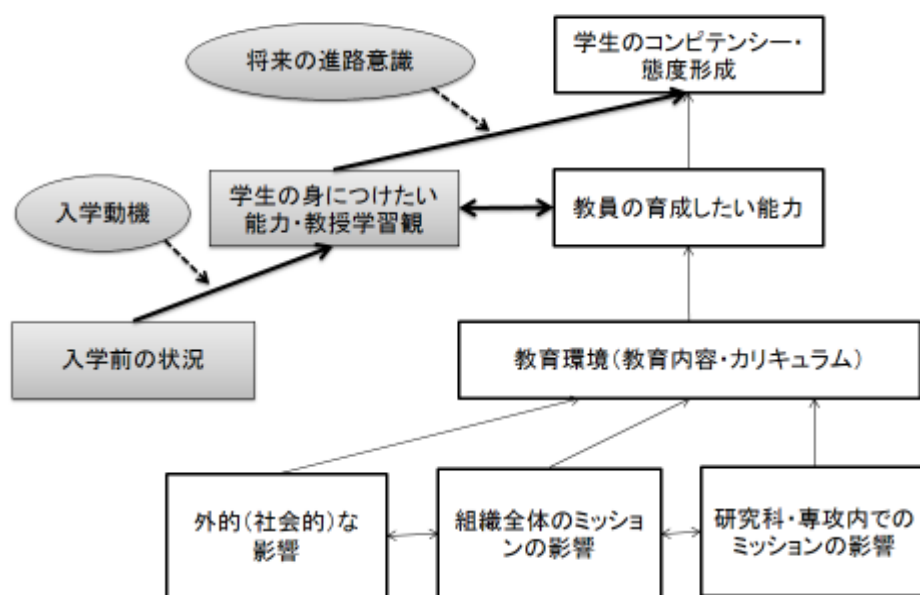 将来の進路意識
学生のコンピテンシー・
態度形成
入学動機
学生の身につけたい
能力・教授学習観
教員の育成したい能力
入学前の状況
教育環境(教育内容・カリキュラム)
外的(社会的)な
影響
組織全体のミッショ
ンの影響
研究科・専攻内での
ミッションの影響